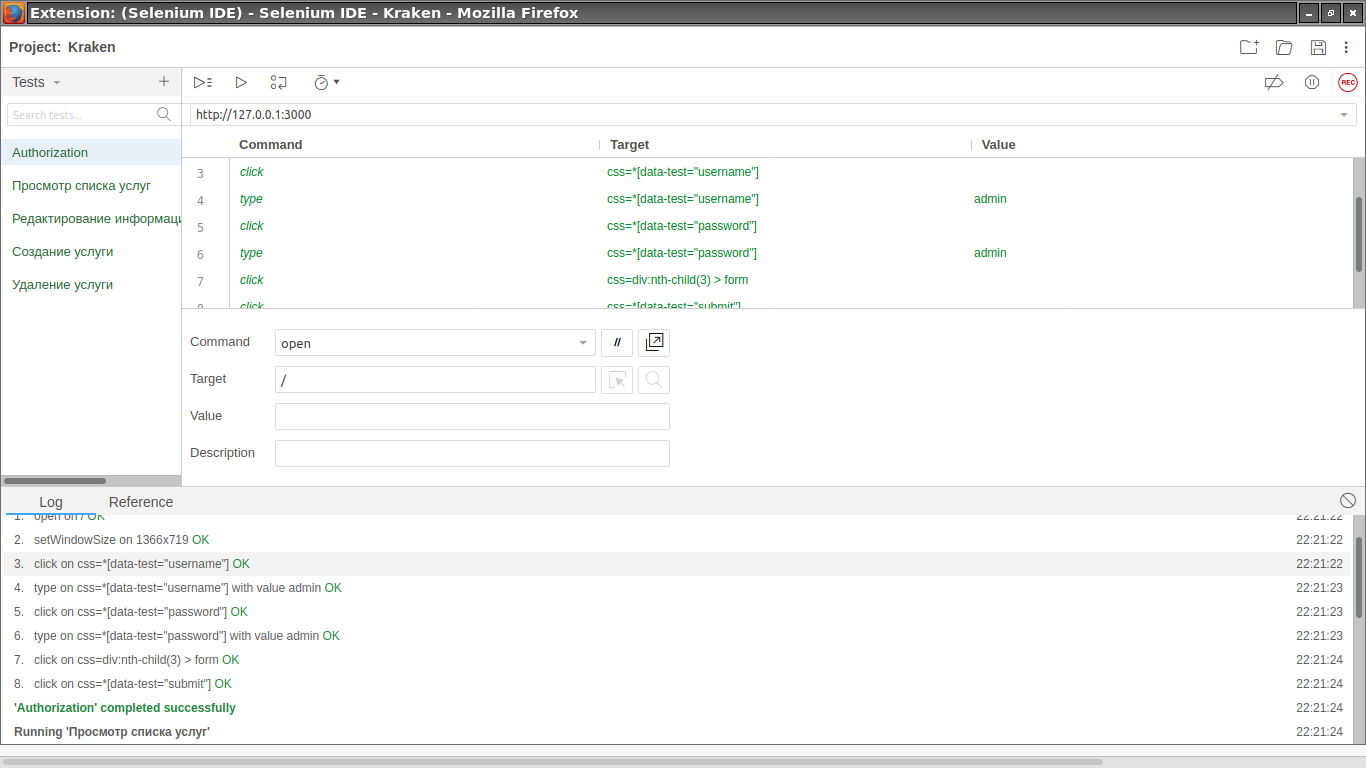 Extension: (Selenium IDE) - Selenium IDE - Kraken - Mozilla Firefox
Project: Kraken
Tests
REC
Search tests...
http://127.0.0.1:3000
Command Target Value
Authorization
Просмотр списка услуг
Редактирование информаци
Создание услуги
Удаление услуги
3 click css=*[data-test="username"]
4 type css=*[data-test="username"] admin
5 click css=*[data-test="password"]
6 type css=*[data-test="password"] admin
7 click css=div:nth-child(3) > form
8 click css=*[data-test="submit"]
Command open //
Target /
Value
Description
Log Reference
1. open on / OK 22:21:22
2. setWindowSize on 1366x719 OK 22:21:22
3. click on css=*[data-test="username"] OK 22:21:22
4. type on css=*[data-test="username"] with value admin OK 22:21:23
5. click on css=*[data-test="password"] OK 22:21:23
6. type on css=*[data-test="password"] with value admin OK 22:21:23
7. click on css=div:nth-child(3) > form OK 22:21:24
8. click on css=*[data-test="submit"] OK 22:21:24
'Authorization' completed successfully 22:21:24
Running 'Просмотр списка услуг' 22:21:24